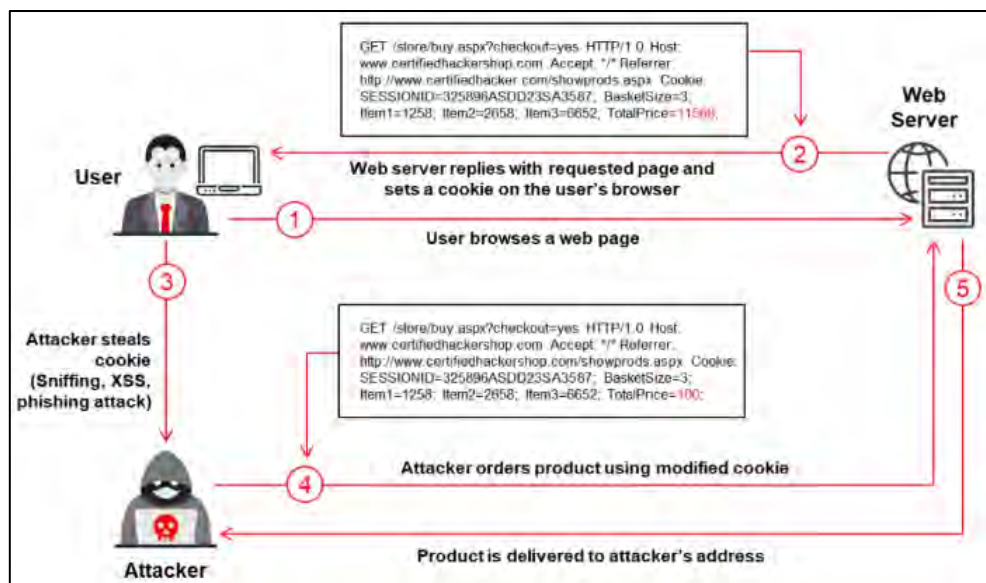 GET /store/buy.aspx?checkout=yes HTTP/1.0 Host:
www.certifiedhackershop.com Accept: "*/*" Referrer:
http://www.certifiedhacker.com/showprods.aspx Cookie:
SESSIONID=325896ASDD23SA3587; BasketSize=3;
Item1=1258; Item2=2658; Item3=6652; TotalPrice=11568;
Web
Server
2
User
Web server replies with requested page and
sets a cookie on the user's browser
1
User browses a web page
3
5
Attacker steals
cookie
(Sniffing, XSS,
phishing attack)
GET /store/buy.aspx?checkout=yes HTTP/1.0 Host:
www.certifiedhackershop.com Accept: "*/*" Referrer:
http://www.certifiedhackershop.com/showprods.aspx Cookie:
SESSIONID=325896ASDD23SA3587; BasketSize=3;
Item1=1258; Item2=2658; Item3=6652; TotalPrice=100;
4
Attacker orders product using modified cookie
Product is delivered to attacker's address
Attacker